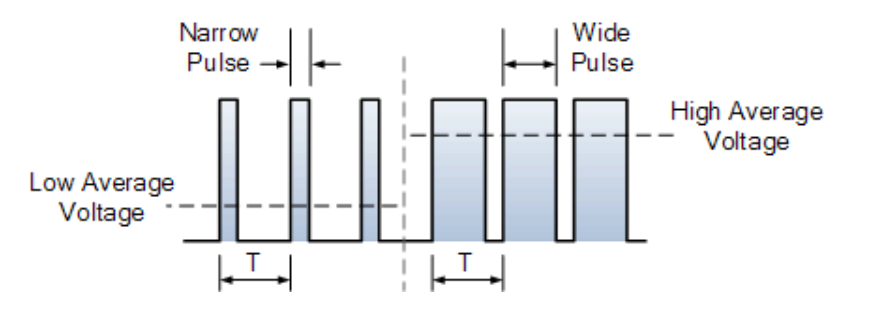 Narrow
Pulse
Wide
Pulse
High Average
Voltage
Low Average
Voltage
T
T